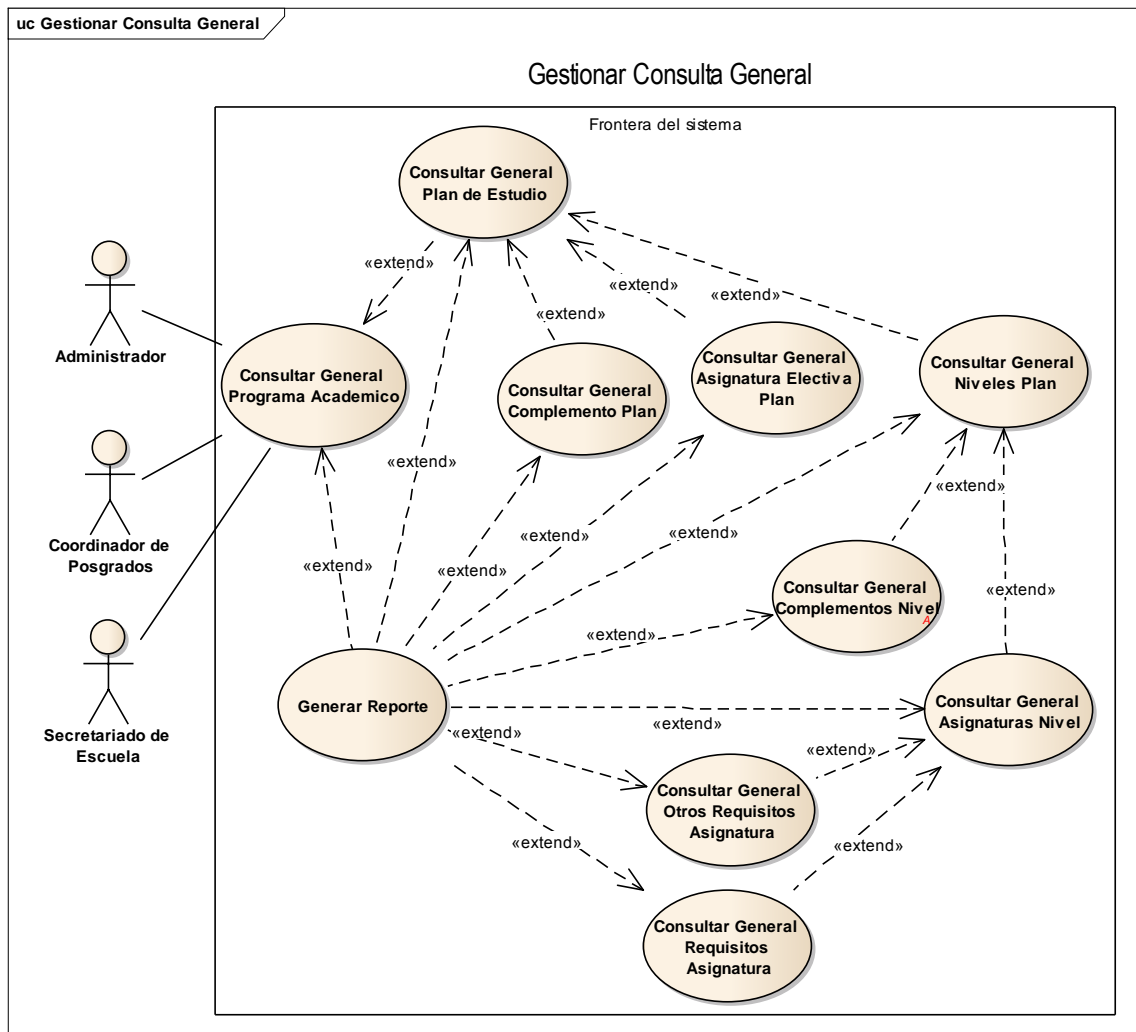 uc Gestionar Consulta General
Gestionar Consulta General
Frontera del sistema
Consultar General
Plan de Estudio
«extend»
«extend»
«extend»
«extend»
Administrador
Consultar General
Programa Academico
Consultar General
Complemento Plan
Consultar General
Asignatura Electiva
Plan
Consultar General
Niveles Plan
Coordinador de
Posgrados
«extend»
«extend»
«extend»
«extend»
«extend»
«extend»
«extend»
Consultar General
Complementos Nivel
A
«extend»
«extend»
Secretariado de
Escuela
Generar Reporte
Consultar General
Asignaturas Nivel
«extend»
«extend»
«extend»
Consultar General
Otros Requisitos
Asignatura
«extend»
«extend»
Consultar General
Requisitos
Asignatura